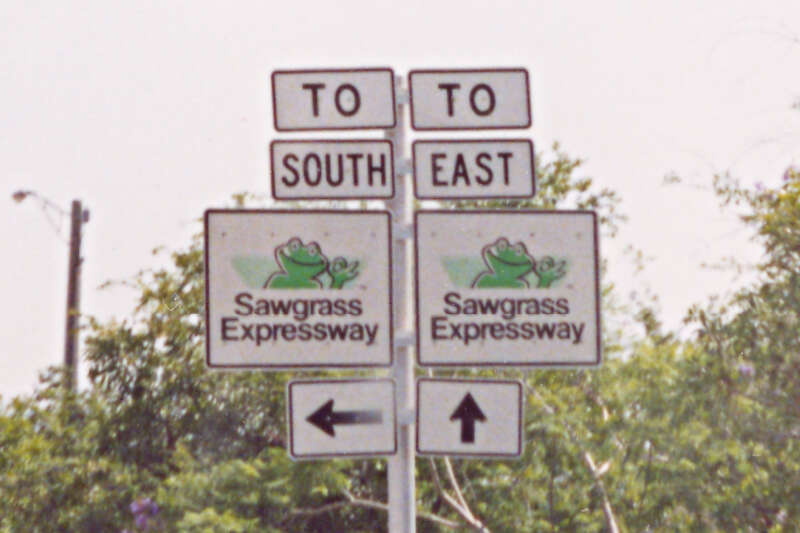 TO
SOUTH
Sawgrass
Expressway
TO
EAST
Sawgrass
Expressway